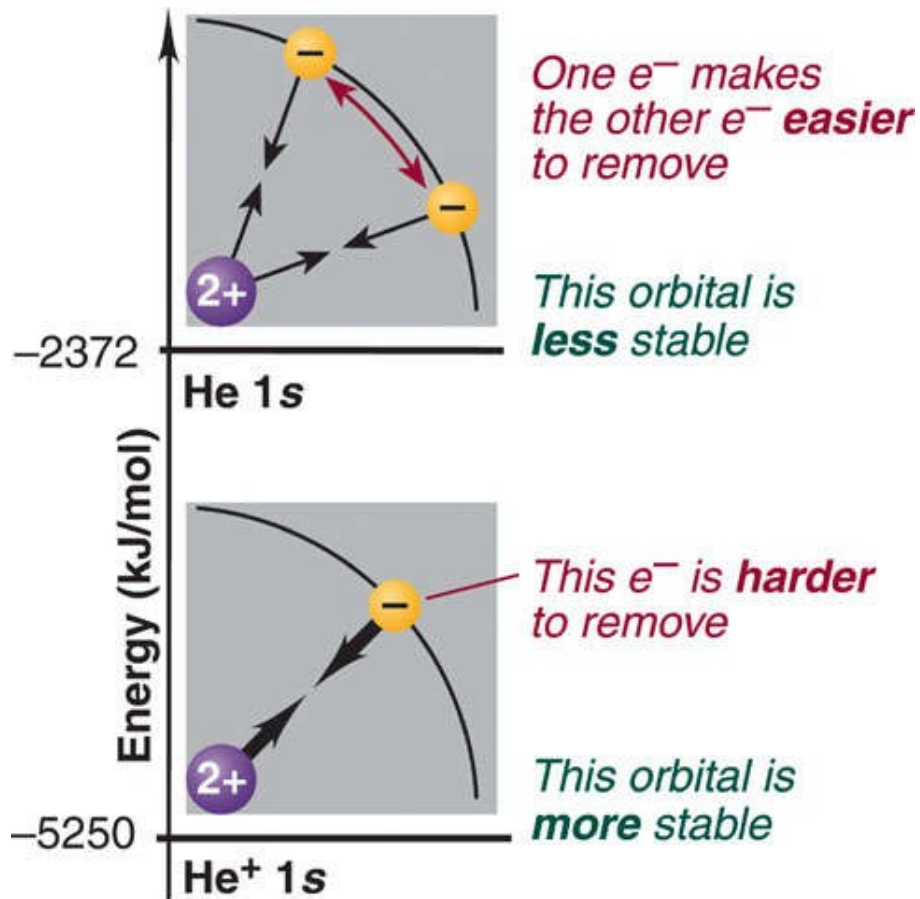 −
One e⁻ makes
the other e⁻ easier
to remove
−
2+
This orbital is
less stable
−2372
He 1s
Energy (kJ/mol)
−
This e⁻ is harder
to remove
2+
This orbital is
more stable
−5250
He⁺ 1s